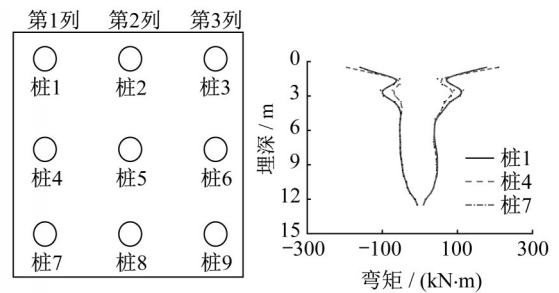 第1列 第2列 第3列
桩1 桩2 桩3
桩4 桩5 桩6
桩7 桩8 桩9
埋深 / m
0
3
6
9
12
15
桩1
桩4
桩7
−300 −100 100 300
弯矩 / (kN·m)